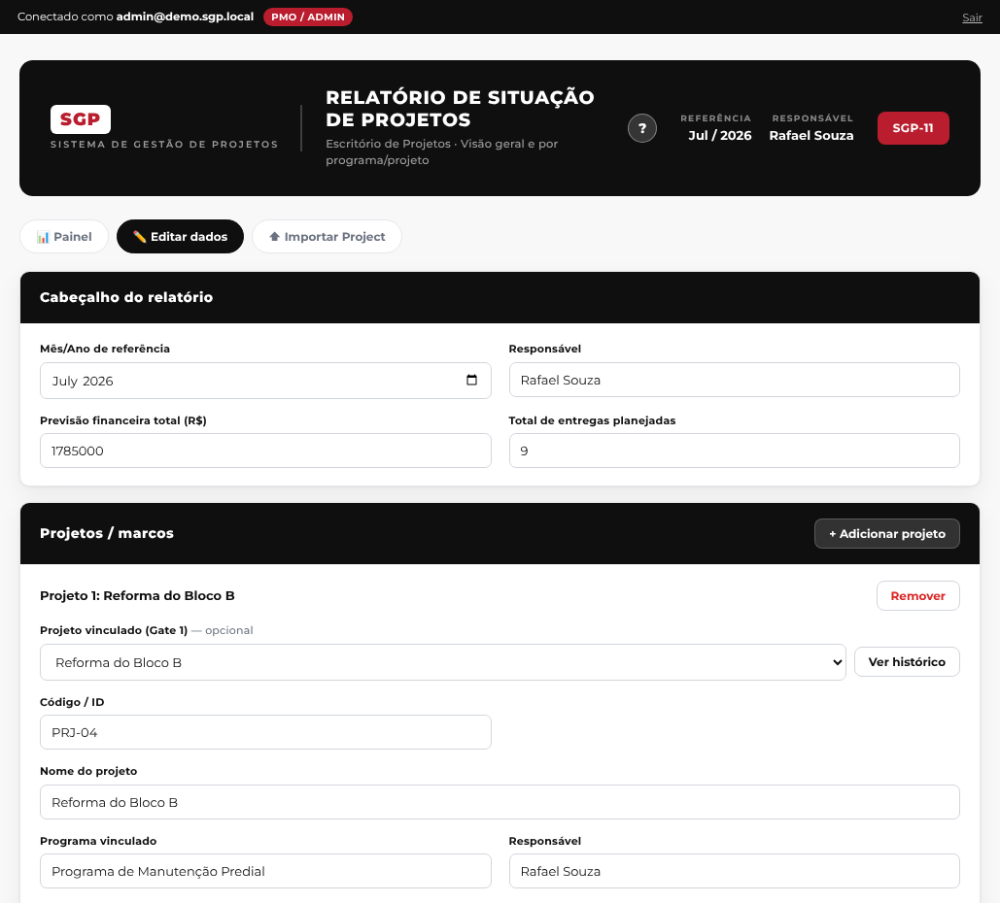 Conectado como admin@demo.sgp.local PMO / ADMIN Sair
SGP
SISTEMA DE GESTÃO DE PROJETOS
RELATÓRIO DE SITUAÇÃO
DE PROJETOS
Escritório de Projetos · Visão geral e por
programa/projeto
?
REFERÊNCIA
Jul / 2026
RESPONSÁVEL
Rafael Souza
SGP-11
📊 Painel
✏️ Editar dados
⬆ Importar Project
Cabeçalho do relatório
Mês/Ano de referência
July 2026
Responsável
Rafael Souza
Previsão financeira total (R$)
1785000
Total de entregas planejadas
9
Projetos / marcos
+ Adicionar projeto
Projeto 1: Reforma do Bloco B
Remover
Projeto vinculado (Gate 1) — opcional
Reforma do Bloco B
Ver histórico
Código / ID
PRJ-04
Nome do projeto
Reforma do Bloco B
Programa vinculado
Programa de Manutenção Predial
Responsável
Rafael Souza